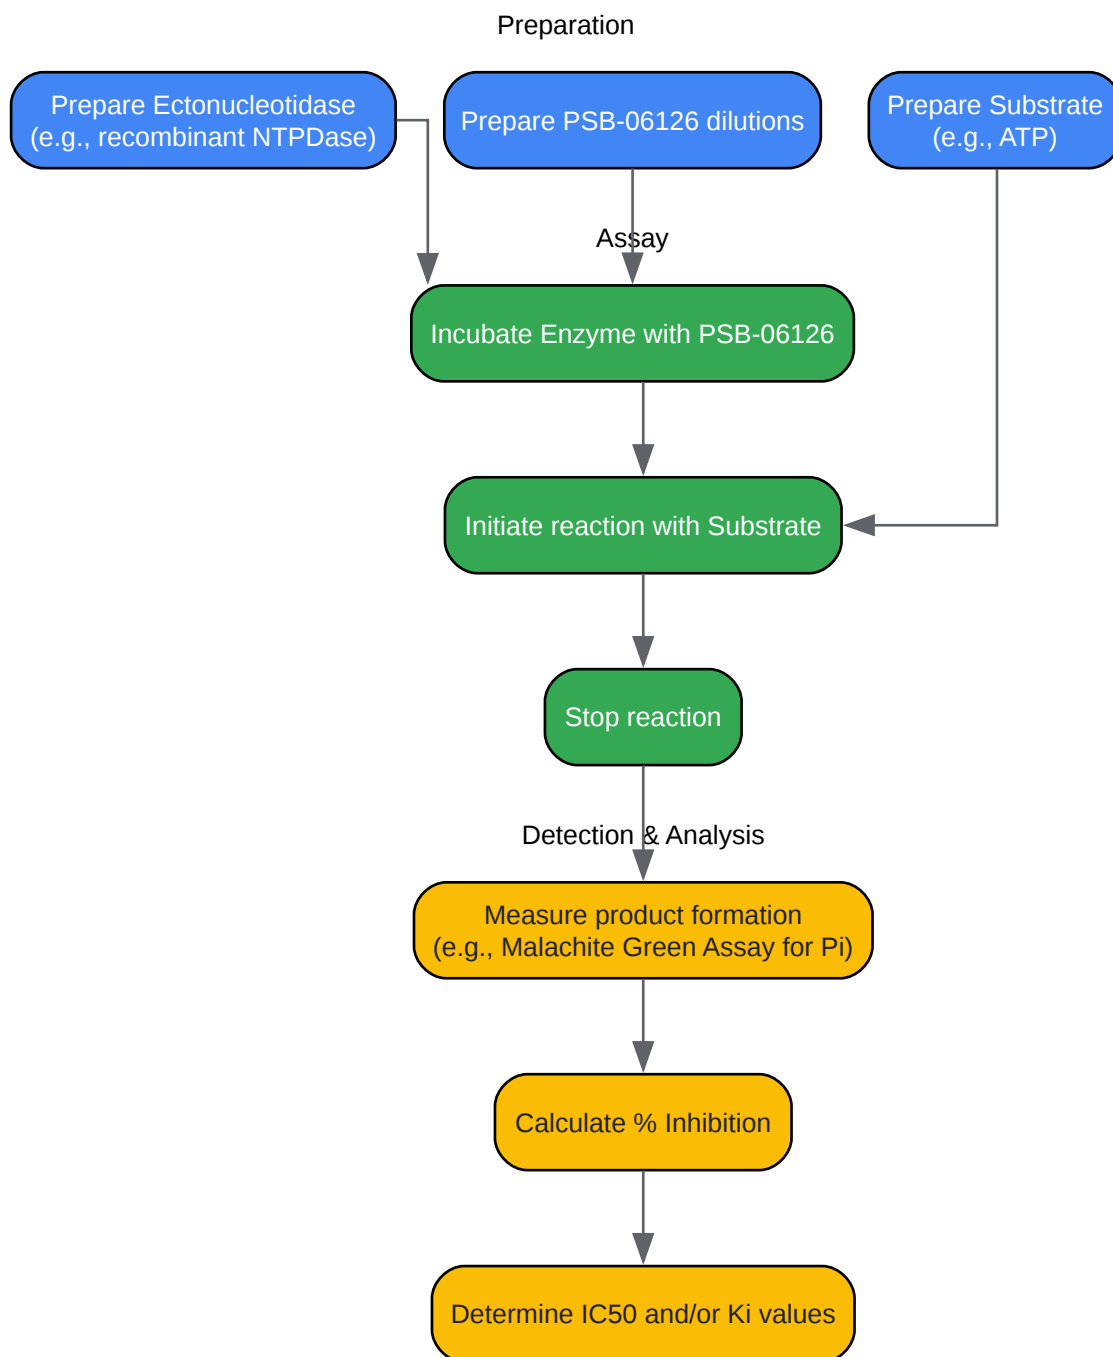 Preparation
Prepare Ectonucleotidase
(e.g., recombinant NTPDase)
Prepare PSB-06126 dilutions
Prepare Substrate
(e.g., ATP)
Assay
Incubate Enzyme with PSB-06126
Initiate reaction with Substrate
Stop reaction
Detection & Analysis
Measure product formation
(e.g., Malachite Green Assay for Pi)
Calculate % Inhibition
Determine IC50 and/or Ki values